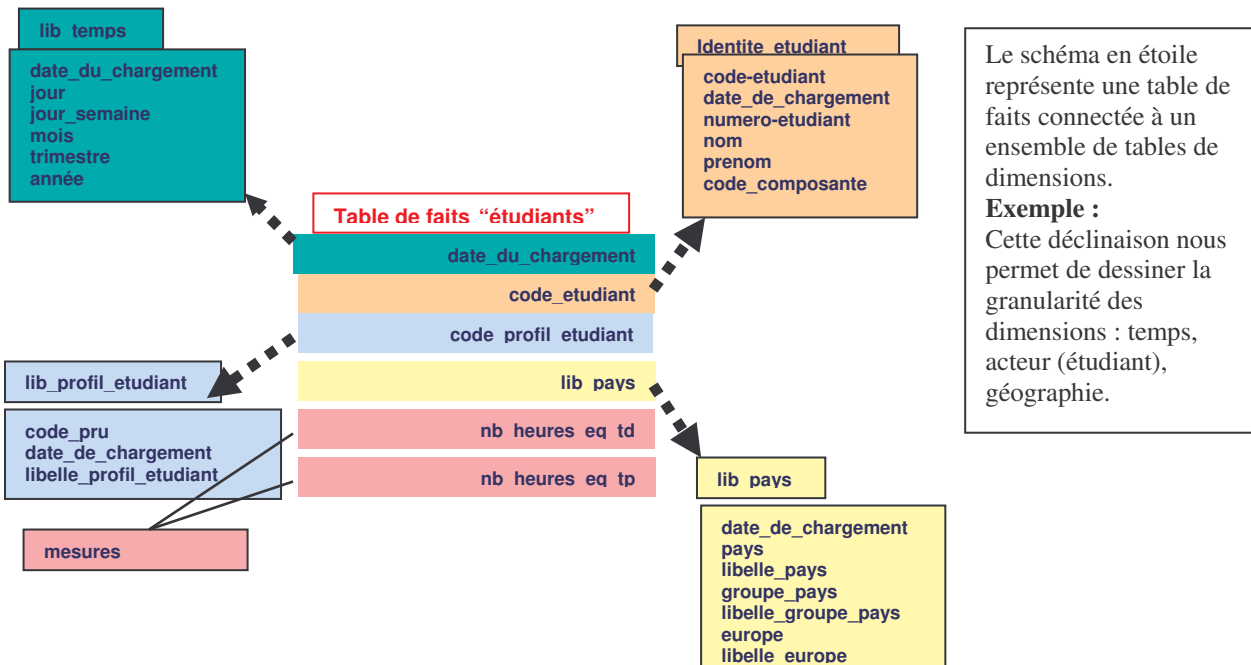 lib_temps
date_du_chargement
jour
jour_semaine
mois
trimestre
année
Identite_etudiant
code-etudiant
date_de_chargement
numero-etudiant
nom
prenom
code_composante
Le schéma en étoile
représente une table de
faits connectée à un
ensemble de tables de
dimensions.
Exemple :
Cette déclinaison nous
permet de dessiner la
granularité des
dimensions : temps,
acteur (étudiant),
géographie.
Table de faits “étudiants”
date_du_chargement
code_etudiant
code_profil_etudiant
lib_pays
nb_heures_eq_td
nb_heures_eq_tp
lib_profil_etudiant
code_pru
date_de_chargement
libelle_profil_etudiant
mesures
lib_pays
date_de_chargement
pays
libelle_pays
groupe_pays
libelle_groupe_pays
europe
libelle_europe